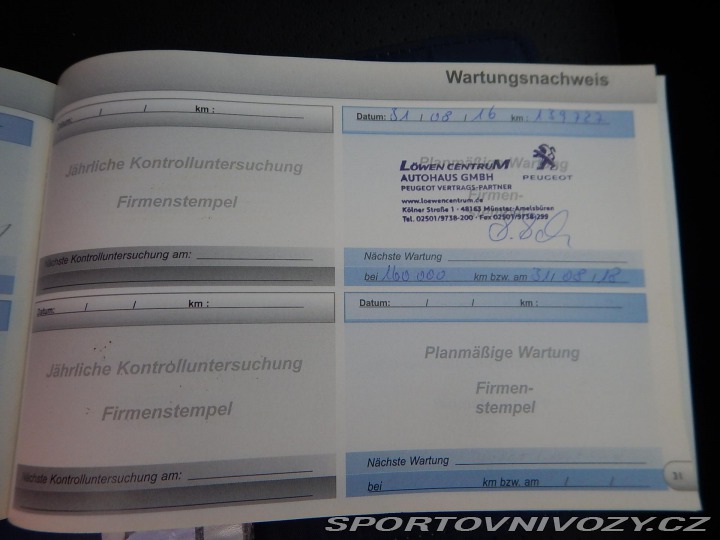 Wartungsnachweis
Datum: / / km :
Jährliche Kontrolluntersuchung
Firmenstempel
Nächste Kontrolluntersuchung am:
Datum: 31 / 08 / 16 km : 139727
Planmäßige Wartung
Firmen-
LÖWEN CENTRUM
AUTOHAUS GMBH
PEUGEOT VERTRAGS-PARTNER
PEUGEOT
www.loewencentrum.de
Kölner Straße 1 · 48163 Münster-Amelsbüren
Tel. 02501/9738-200 · Fax 02501/9738-299
Nächste Wartung
bei 160 000 km bzw. am 31 / 08 / 18
Datum: / / km :
Jährliche Kontrolluntersuchung
Firmenstempel
Nächste Kontrolluntersuchung am:
Datum: / / km :
Planmäßige Wartung
Firmen-
stempel
Nächste Wartung
bei km bzw. am / /
31
SPORTOVNIVOZY.CZ